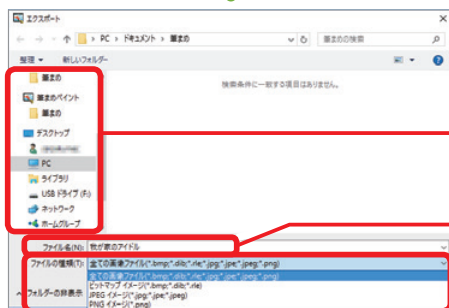 エクスポート
PC › ドキュメント › 筆まめ
筆まめの検索
整理 新しいフォルダー
筆まめ
筆まめペイント
筆まめ
デスクトップ
PC
ライブラリ
USB ドライブ (F:)
ネットワーク
ホームグループ
検索条件に一致する項目はありません。
ファイル名(N): 我が家のアイドル
ファイルの種類(T): 全ての画像ファイル(*.bmp;*.dib;*.rle;*.jpg;*.jpe;*.jpeg;*.png)
全ての画像ファイル(*.bmp;*.dib;*.rle;*.jpg;*.jpe;*.jpeg;*.png)
ビットマップ イメージ(*.bmp;*.dib;*.rle)
フォルダーの非表示 JPEG イメージ(*.jpg;*.jpe;*.jpeg)
PNG イメージ(*.png)